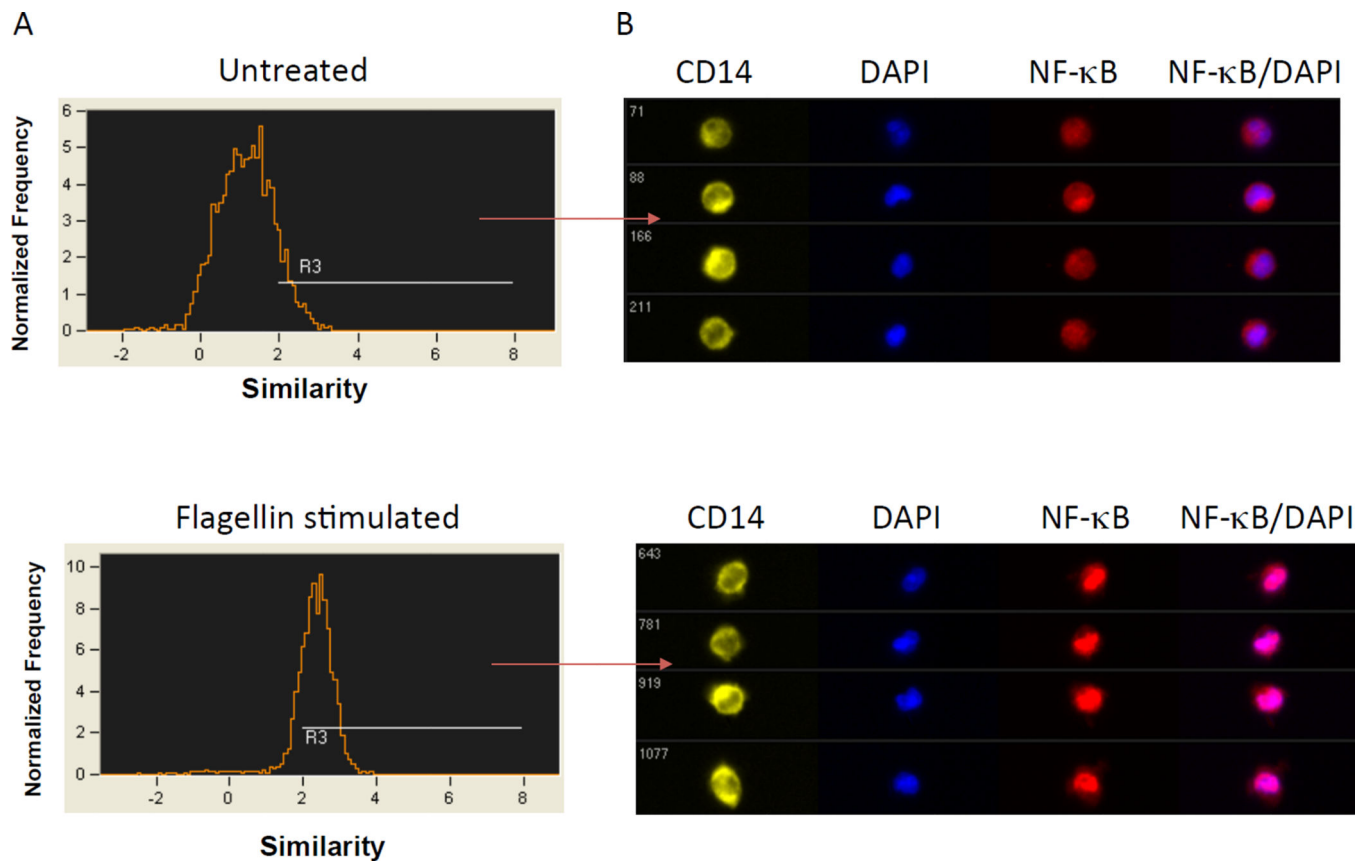 A
Untreated
Normalized Frequency
6
5
4
3
2
1
0
R3
-2 0 2 4 6 8
Similarity
B
CD14 DAPI NF-κB NF-κB/DAPI
71
88
166
211
Flagellin stimulated
Normalized Frequency
10
8
6
4
2
0
R3
-2 0 2 4 6 8
Similarity
CD14 DAPI NF-κB NF-κB/DAPI
643
781
919
1077